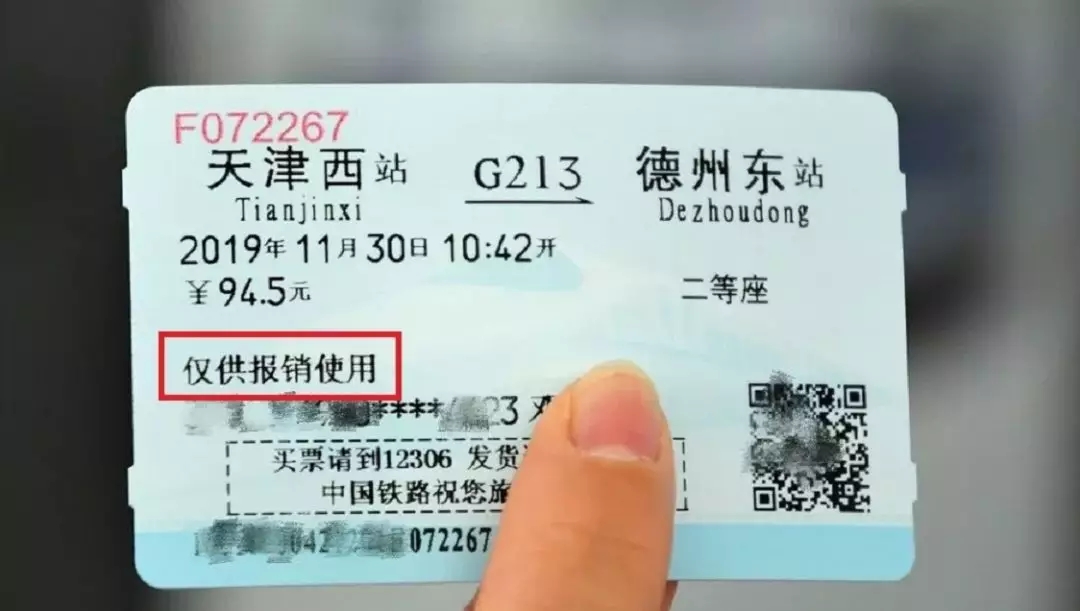 F072267
天津西站 G213 德州东站
Tianjinxi Dezhoudong
2019年11月30日 10:42开
￥94.5元 二等座
仅供报销使用
****23
买票请到12306 发货
中国铁路祝您旅
072267